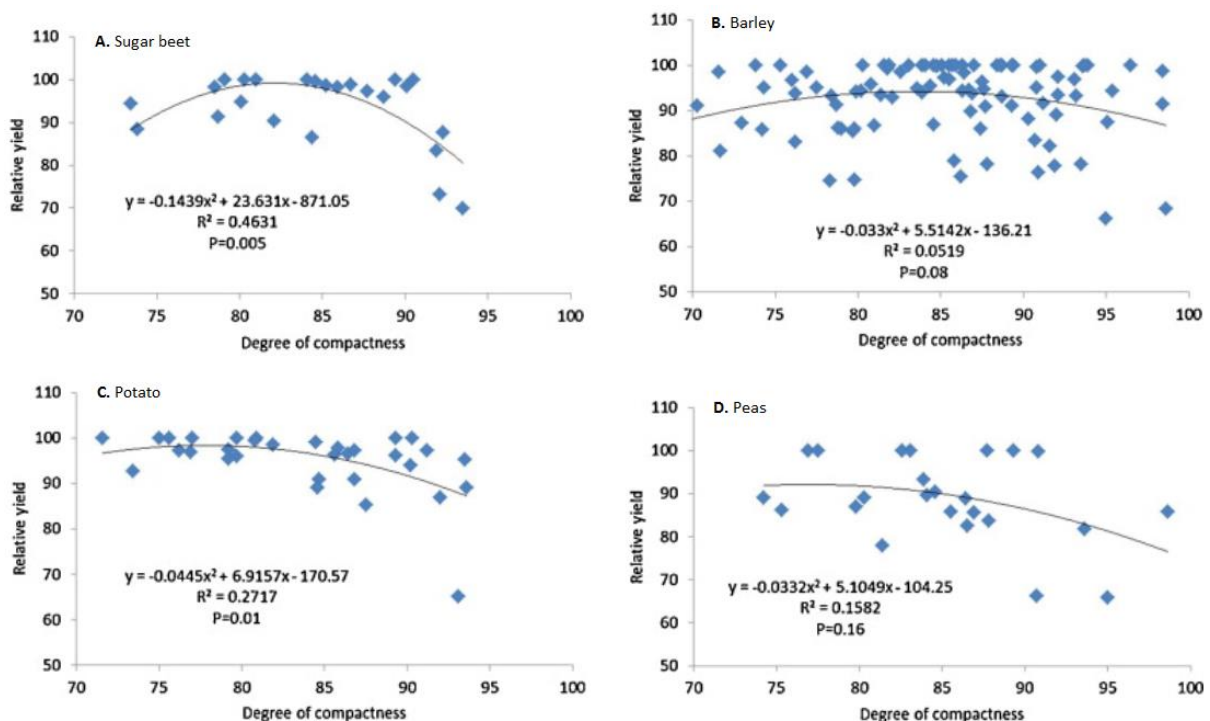 A. Sugar beet
110
100
90
80
70
60
50
Relative yield
y = -0.1439x² + 23.631x - 871.05
R² = 0.4631
P=0.005
70 75 80 85 90 95 100
Degree of compactness
B. Barley
110
100
90
80
70
60
50
Relative yield
y = -0.033x² + 5.5142x - 136.21
R² = 0.0519
P=0.08
70 75 80 85 90 95 100
Degree of compactness
C. Potato
110
100
90
80
70
60
50
Relative yield
y = -0.0445x² + 6.9157x - 170.57
R² = 0.2717
P=0.01
70 75 80 85 90 95 100
Degree of compactness
D. Peas
110
100
90
80
70
60
50
Relative yield
y = -0.0332x² + 5.1049x - 104.25
R² = 0.1582
P=0.16
70 75 80 85 90 95 100
Degree of compactness